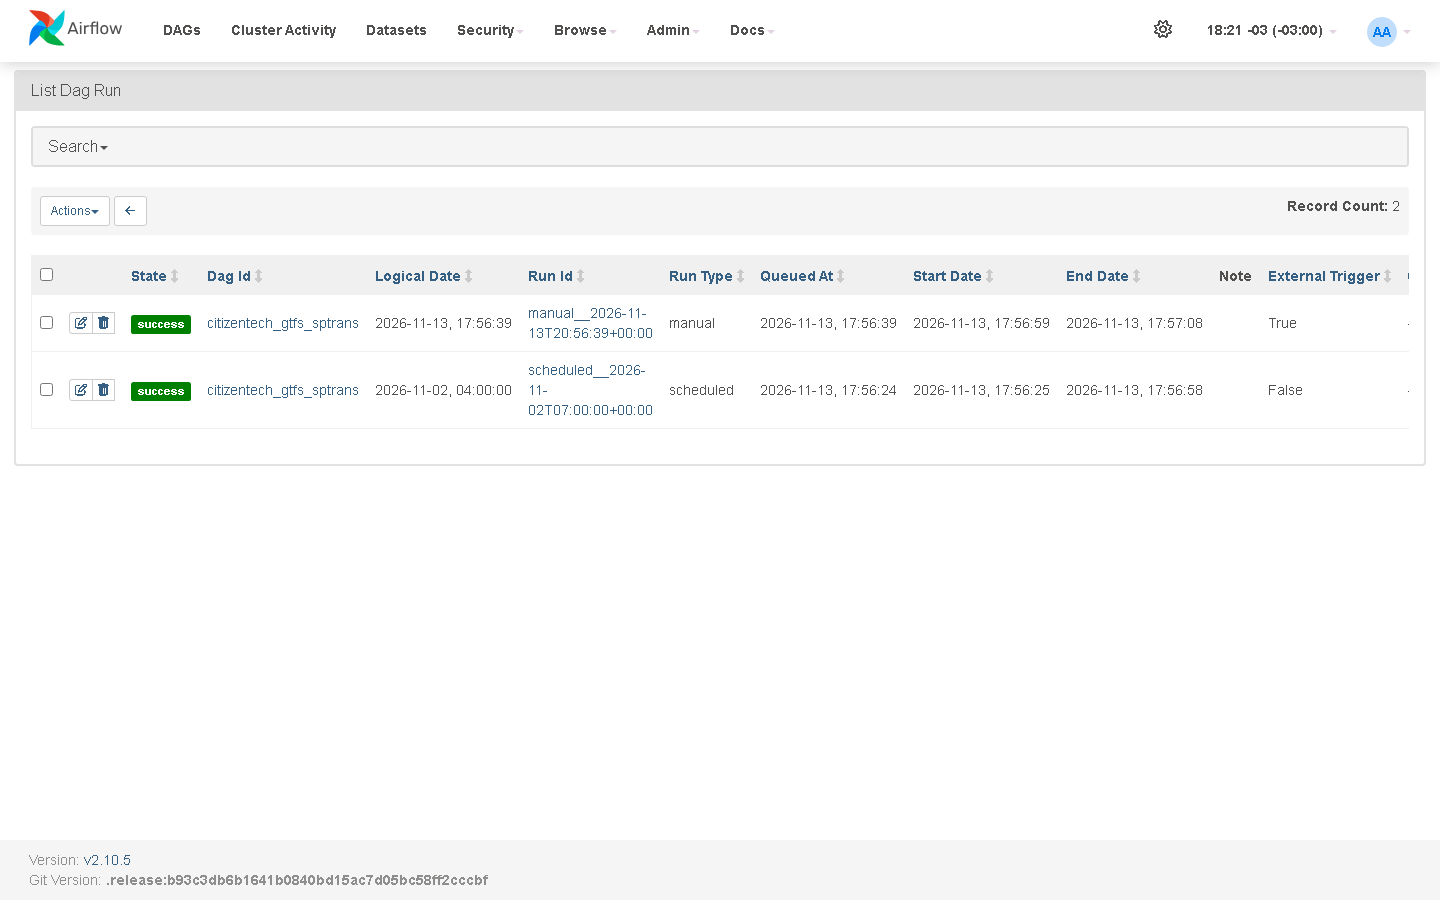 Airflow DAGs Cluster Activity Datasets Security Browse Admin Docs 18:21 -03 (-03:00) AA
List Dag Run
Search
Actions Record Count: 2
State Dag Id Logical Date Run Id Run Type Queued At Start Date End Date Note External Trigger
success citizentech_gtfs_sptrans 2026-11-13, 17:56:39 manual__2026-11-13T20:56:39+00:00 manual 2026-11-13, 17:56:39 2026-11-13, 17:56:59 2026-11-13, 17:57:08 True
success citizentech_gtfs_sptrans 2026-11-02, 04:00:00 scheduled__2026-11-02T07:00:00+00:00 scheduled 2026-11-13, 17:56:24 2026-11-13, 17:56:25 2026-11-13, 17:56:58 False
Version: v2.10.5
Git Version: .release:b93c3db6b1641b0840bd15ac7d05bc58ff2cccbf